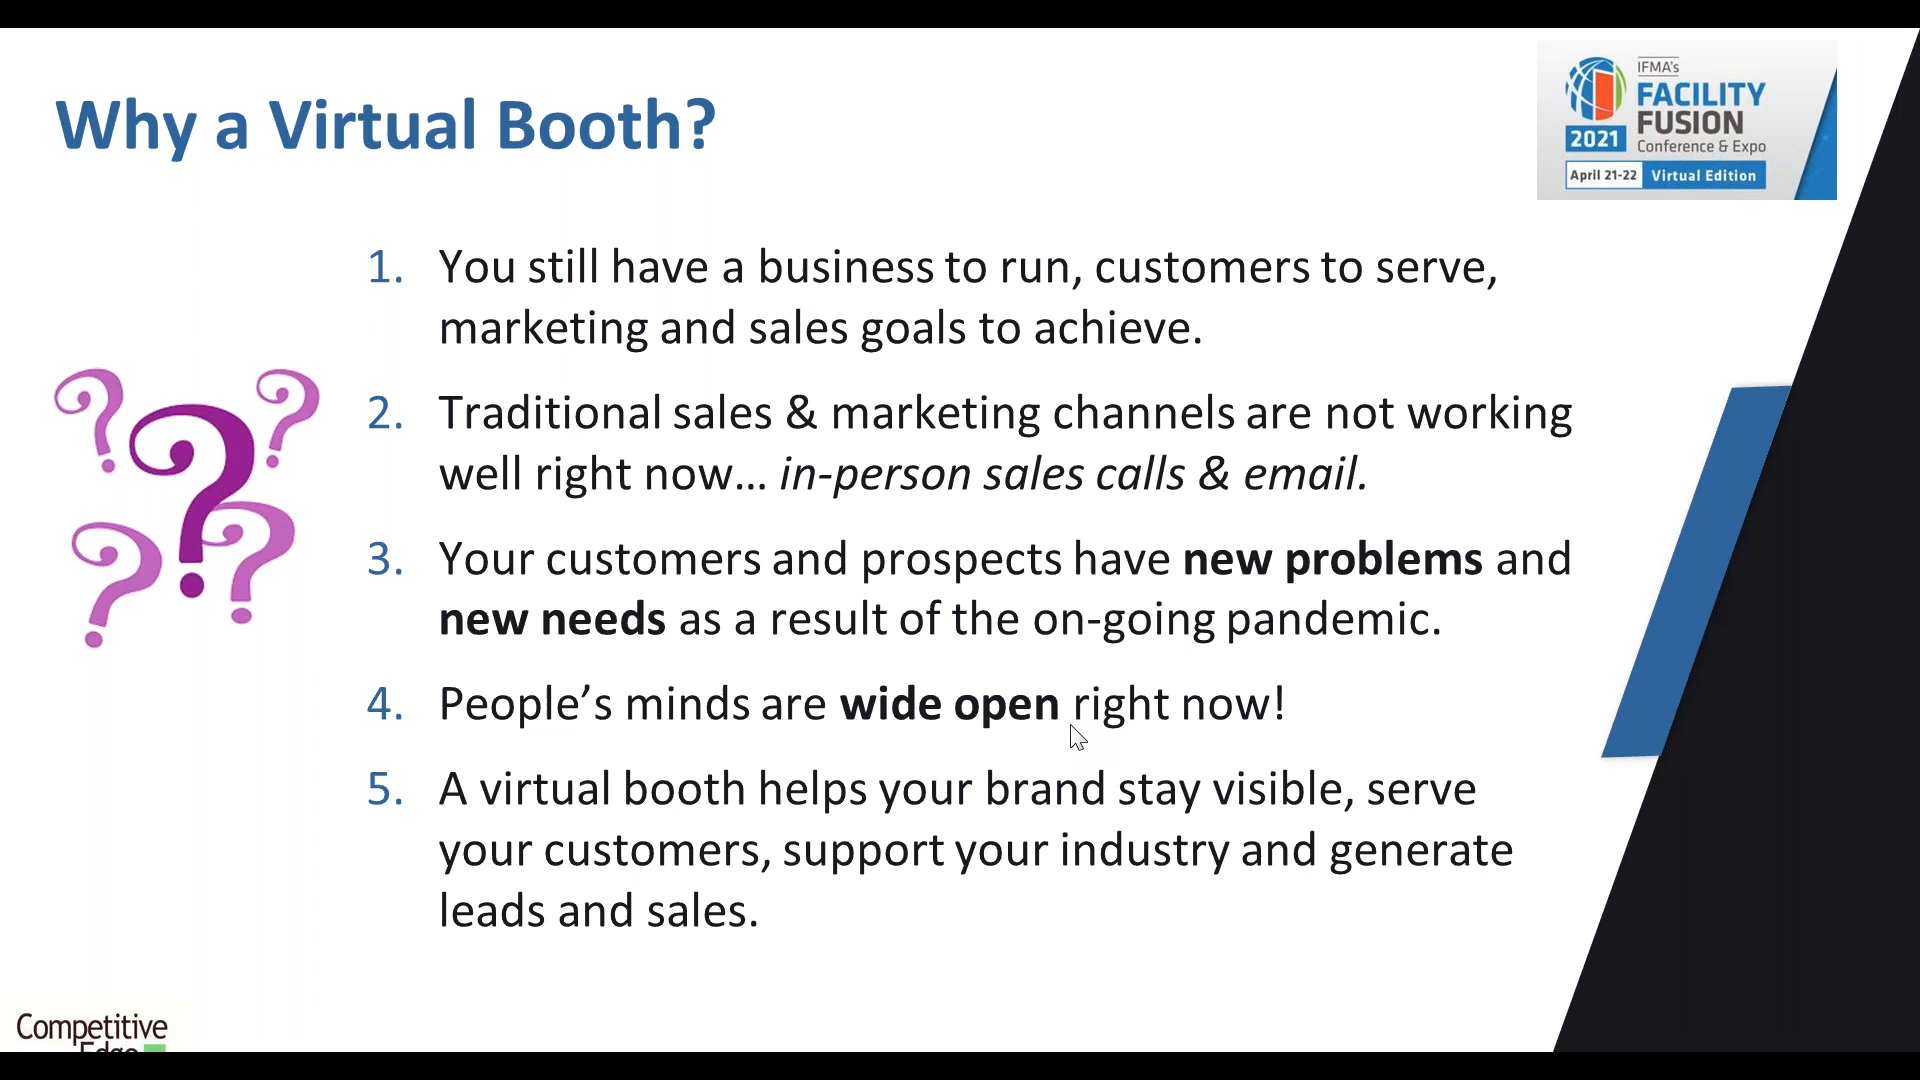 Why a Virtual Booth?
IFMA's
FACILITY
FUSION
2021
Conference & Expo
April 21-22
Virtual Edition
1. You still have a business to run, customers to serve,
marketing and sales goals to achieve.
2. Traditional sales & marketing channels are not working
well right now… in-person sales calls & email.
3. Your customers and prospects have new problems and
new needs as a result of the on-going pandemic.
4. People’s minds are wide open right now!
5. A virtual booth helps your brand stay visible, serve
your customers, support your industry and generate
leads and sales.
? ? ? ? ?
Competitive
Edge